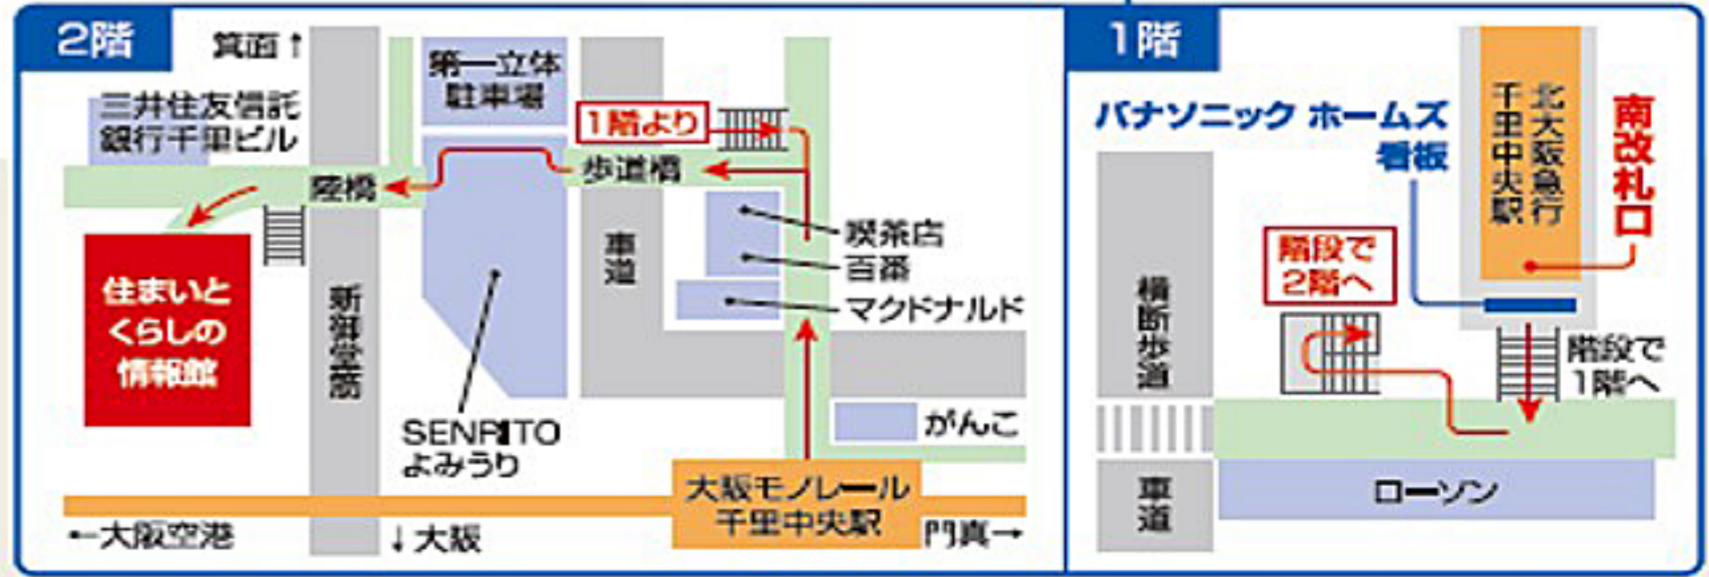 2階
箕面↑
三井住友信託
銀行千里ビル
第一立体
駐車場
1階より
歩道橋
陸橋
喫茶店
百番
マクドナルド
車道
新御堂筋
住まいと
くらしの
情報館
SENRITO
よみうり
がんこ
大阪モノレール
千里中央駅
←大阪空港
↓大阪
門真→
1階
パナソニック ホームズ
看板
北大阪急行
千里中央駅
南改札口
階段で
2階へ
横断歩道
階段で
1階へ
車道
ローソン